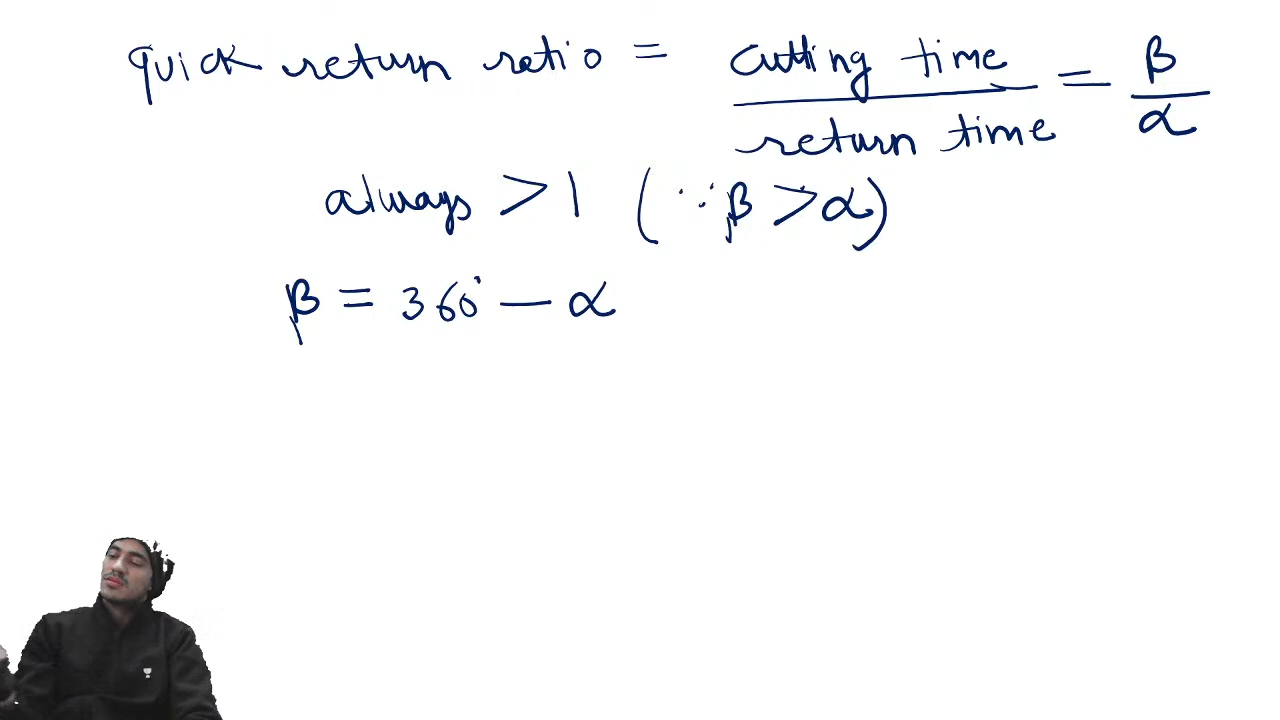 quick return ratio = cutting time / return time = β / α
always > 1 (∵ β > α)
β = 360° − α